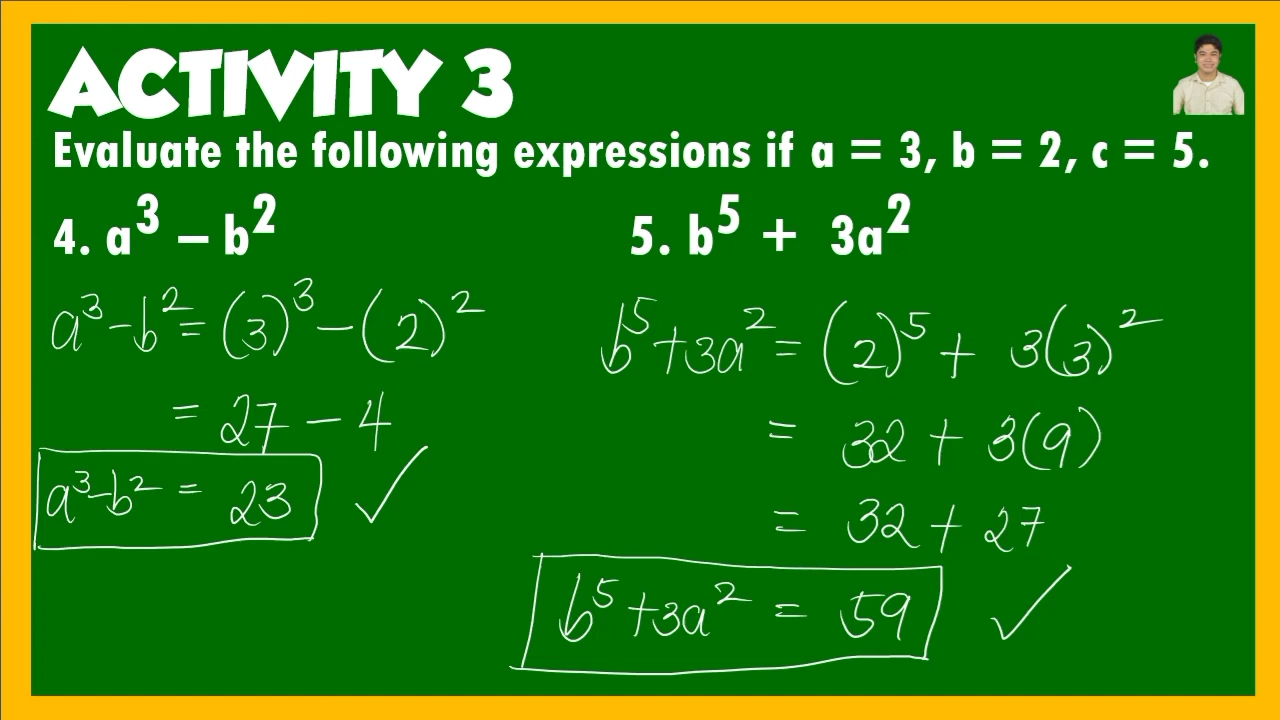 ACTIVITY 3
Evaluate the following expressions if a = 3, b = 2, c = 5.
4. a³ – b²
a³ - b² = (3)³ - (2)²
= 27 - 4
a³ - b² = 23 ✓
5. b⁵ + 3a²
b⁵ + 3a² = (2)⁵ + 3(3)²
= 32 + 3(9)
= 32 + 27
b⁵ + 3a² = 59 ✓